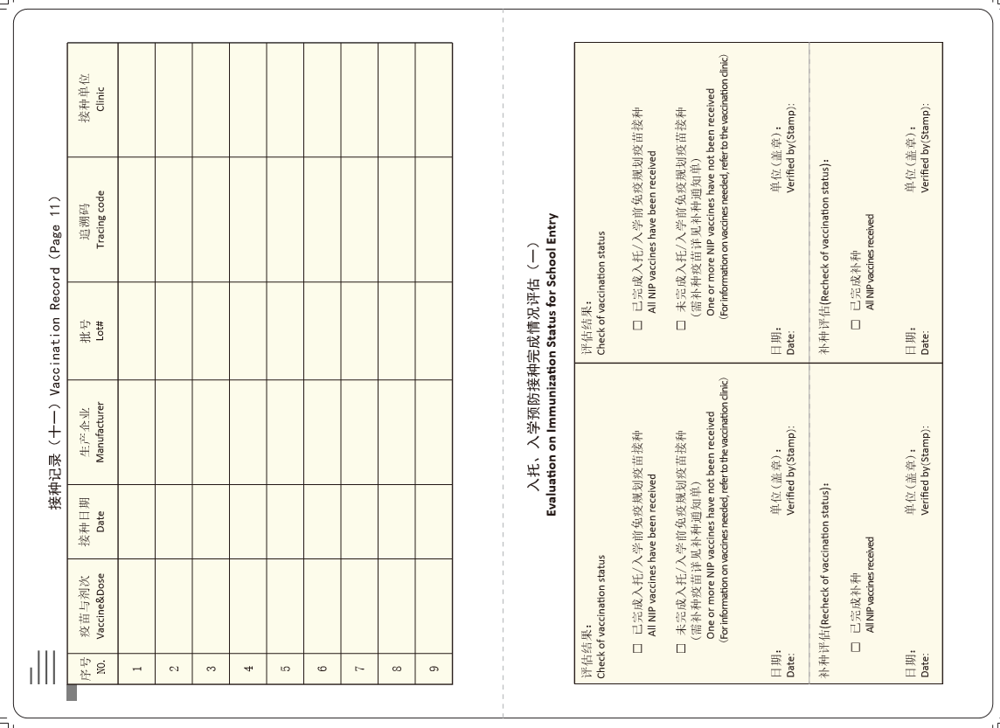 接种记录（十一）Vaccination Record (Page 11)
序号 疫苗与剂次 接种日期 生产企业 批号 追溯码 接种单位
NO. Vaccine&Dose Date Manufacturer Lot# Tracing code Clinic
1
2
3
4
5
6
7
8
9
入托、入学预防接种完成情况评估（一）
Evaluation on Immunization Status for School Entry
评估结果：
Check of vaccination status
□ 已完成入托/入学前免疫规划疫苗接种
All NIP vaccines have been received
□ 未完成入托/入学前免疫规划疫苗接种
（需补种疫苗详见补种通知单）
One or more NIP vaccines have not been received
(For information on vaccines needed, refer to the vaccination clinic)
日期： 单位（盖章）：
Date: Verified by(Stamp):
补种评估(Recheck of vaccination status)：
□ 已完成补种
All NIP vaccines received
日期： 单位（盖章）：
Date: Verified by(Stamp):
评估结果：
Check of vaccination status
□ 已完成入托/入学前免疫规划疫苗接种
All NIP vaccines have been received
□ 未完成入托/入学前免疫规划疫苗接种
（需补种疫苗详见补种通知单）
One or more NIP vaccines have not been received
(For information on vaccines needed, refer to the vaccination clinic)
日期： 单位（盖章）：
Date: Verified by(Stamp):
补种评估(Recheck of vaccination status)：
□ 已完成补种
All NIP vaccines received
日期： 单位（盖章）：
Date: Verified by(Stamp):